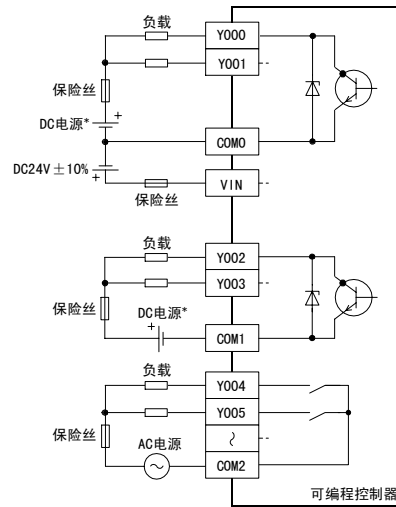 负载
Y000
Y001
保险丝
+
DC电源*
COM0
DC24V±10%
+
VIN
保险丝
负载
Y002
Y003
保险丝
DC电源*
+
COM1
负载
Y004
Y005
保险丝
AC电源
COM2
可编程控制器